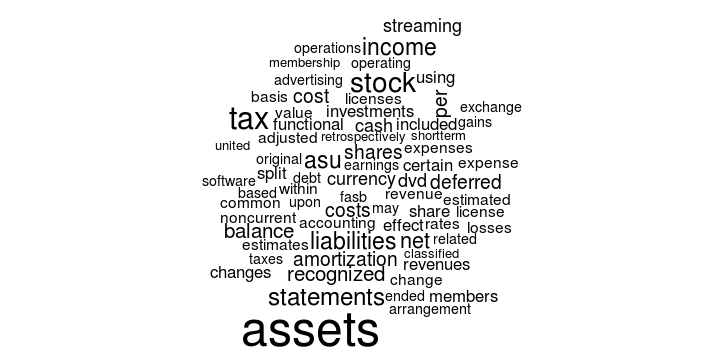 streaming
operations income
membership operating
advertising stock using
basis cost licenses per
value investments exchange
tax functional cash included gains
adjusted retrospectively shortterm
united shares expenses
original asu earnings certain expense
split debt currency dvd deferred
software within
based fasb revenue estimated
common upon costs may share license
noncurrent accounting effect rates losses
balance
estimates liabilities net related
taxes amortization classified
changes recognized revenues
change
statements ended members
arrangement
assets